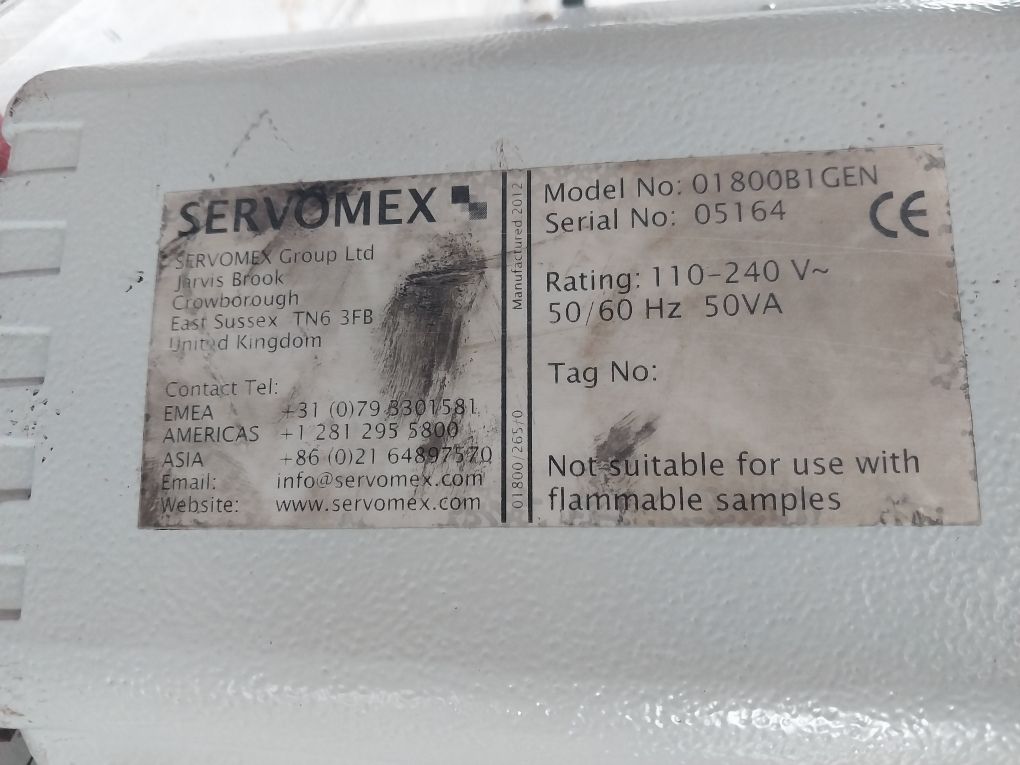 SERVOMEX
SERVOMEX Group Ltd
Jarvis Brook
Crowborough
East Sussex TN6 3FB
United Kingdom
Contact Tel:
EMEA +31 (0)79 3301581
AMERICAS +1 281 295 5800
ASIA +86 (0)21 64897570
Email: info@servomex.com
Website: www.servomex.com
Manufactured 2012
01800/265/0
Model No: 01800B1GEN
Serial No: 05164
CE
Rating: 110-240 V~
50/60 Hz 50VA
Tag No:
Not suitable for use with
flammable samples